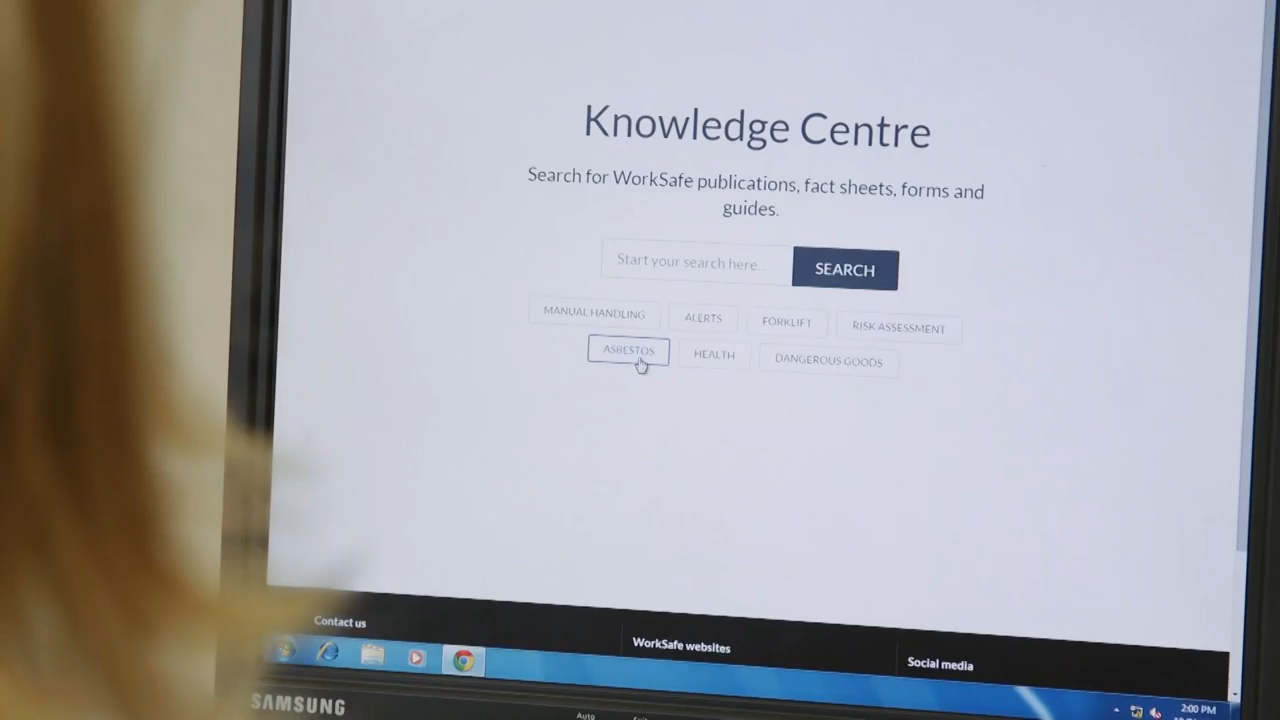 Knowledge Centre
Search for WorkSafe publications, fact sheets, forms and
guides.
Start your search here...
SEARCH
MANUAL HANDLING ALERTS FORKLIFT RISK ASSESSMENT
ASBESTOS HEALTH DANGEROUS GOODS
Contact us
WorkSafe websites
Social media
2:00 PM
SAMSUNG
Auto